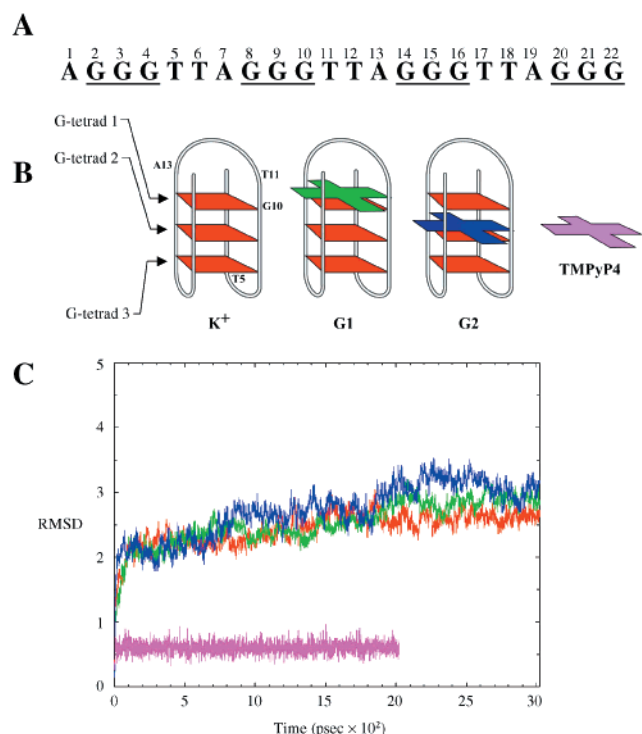 A
1 2 3 4 5 6 7 8 9 10 11 12 13 14 15 16 17 18 19 20 21 22
A G G G T T A G G G T T A G G G T T A G G G
G-tetrad 1
G-tetrad 2
B
A13
T11
G10
TMPyP4
T5
G-tetrad 3
K+
G1
G2
C
5
4
3
RMSD
2
1
0
0 5 10 15 20 25 30
Time (psec × 10²)